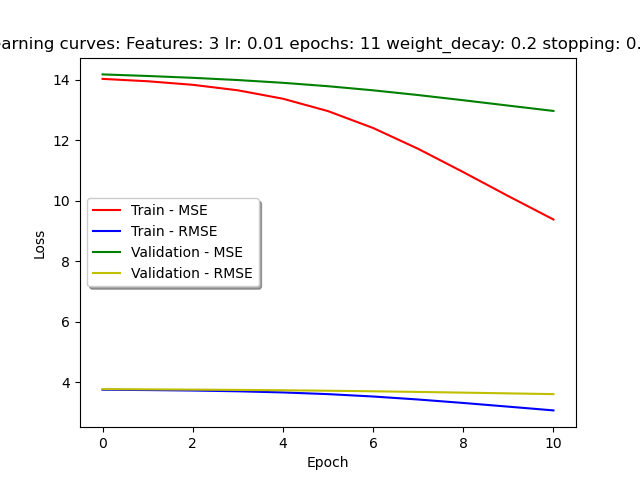 earning curves: Features: 3 lr: 0.01 epochs: 11 weight_decay: 0.2 stopping: 0.
14
12
10
8
6
4
0 2 4 6 8 10
Loss
Epoch
Train - MSE
Train - RMSE
Validation - MSE
Validation - RMSE